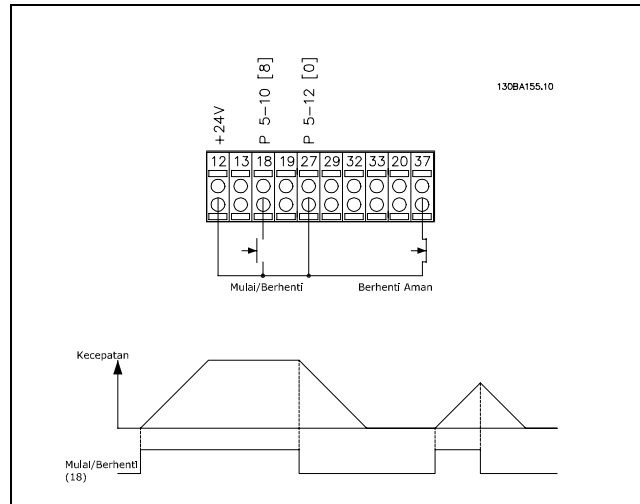 130BA155.10
+24V
P 5-10 [8]
P 5-12 [0]
12 13 18 19 27 29 32 33 20 37
Mulai/Berhenti
Berhenti Aman
Kecepatan
Mulai/Berhenti
(18)